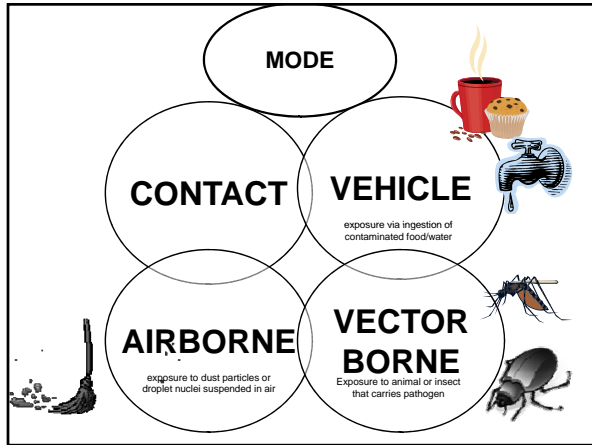 MODE
CONTACT
VEHICLE
exposure via ingestion of
contaminated food/water
AIRBORNE
exposure to dust particles or
droplet nuclei suspended in air
VECTOR
BORNE
Exposure to animal or insect
that carries pathogen